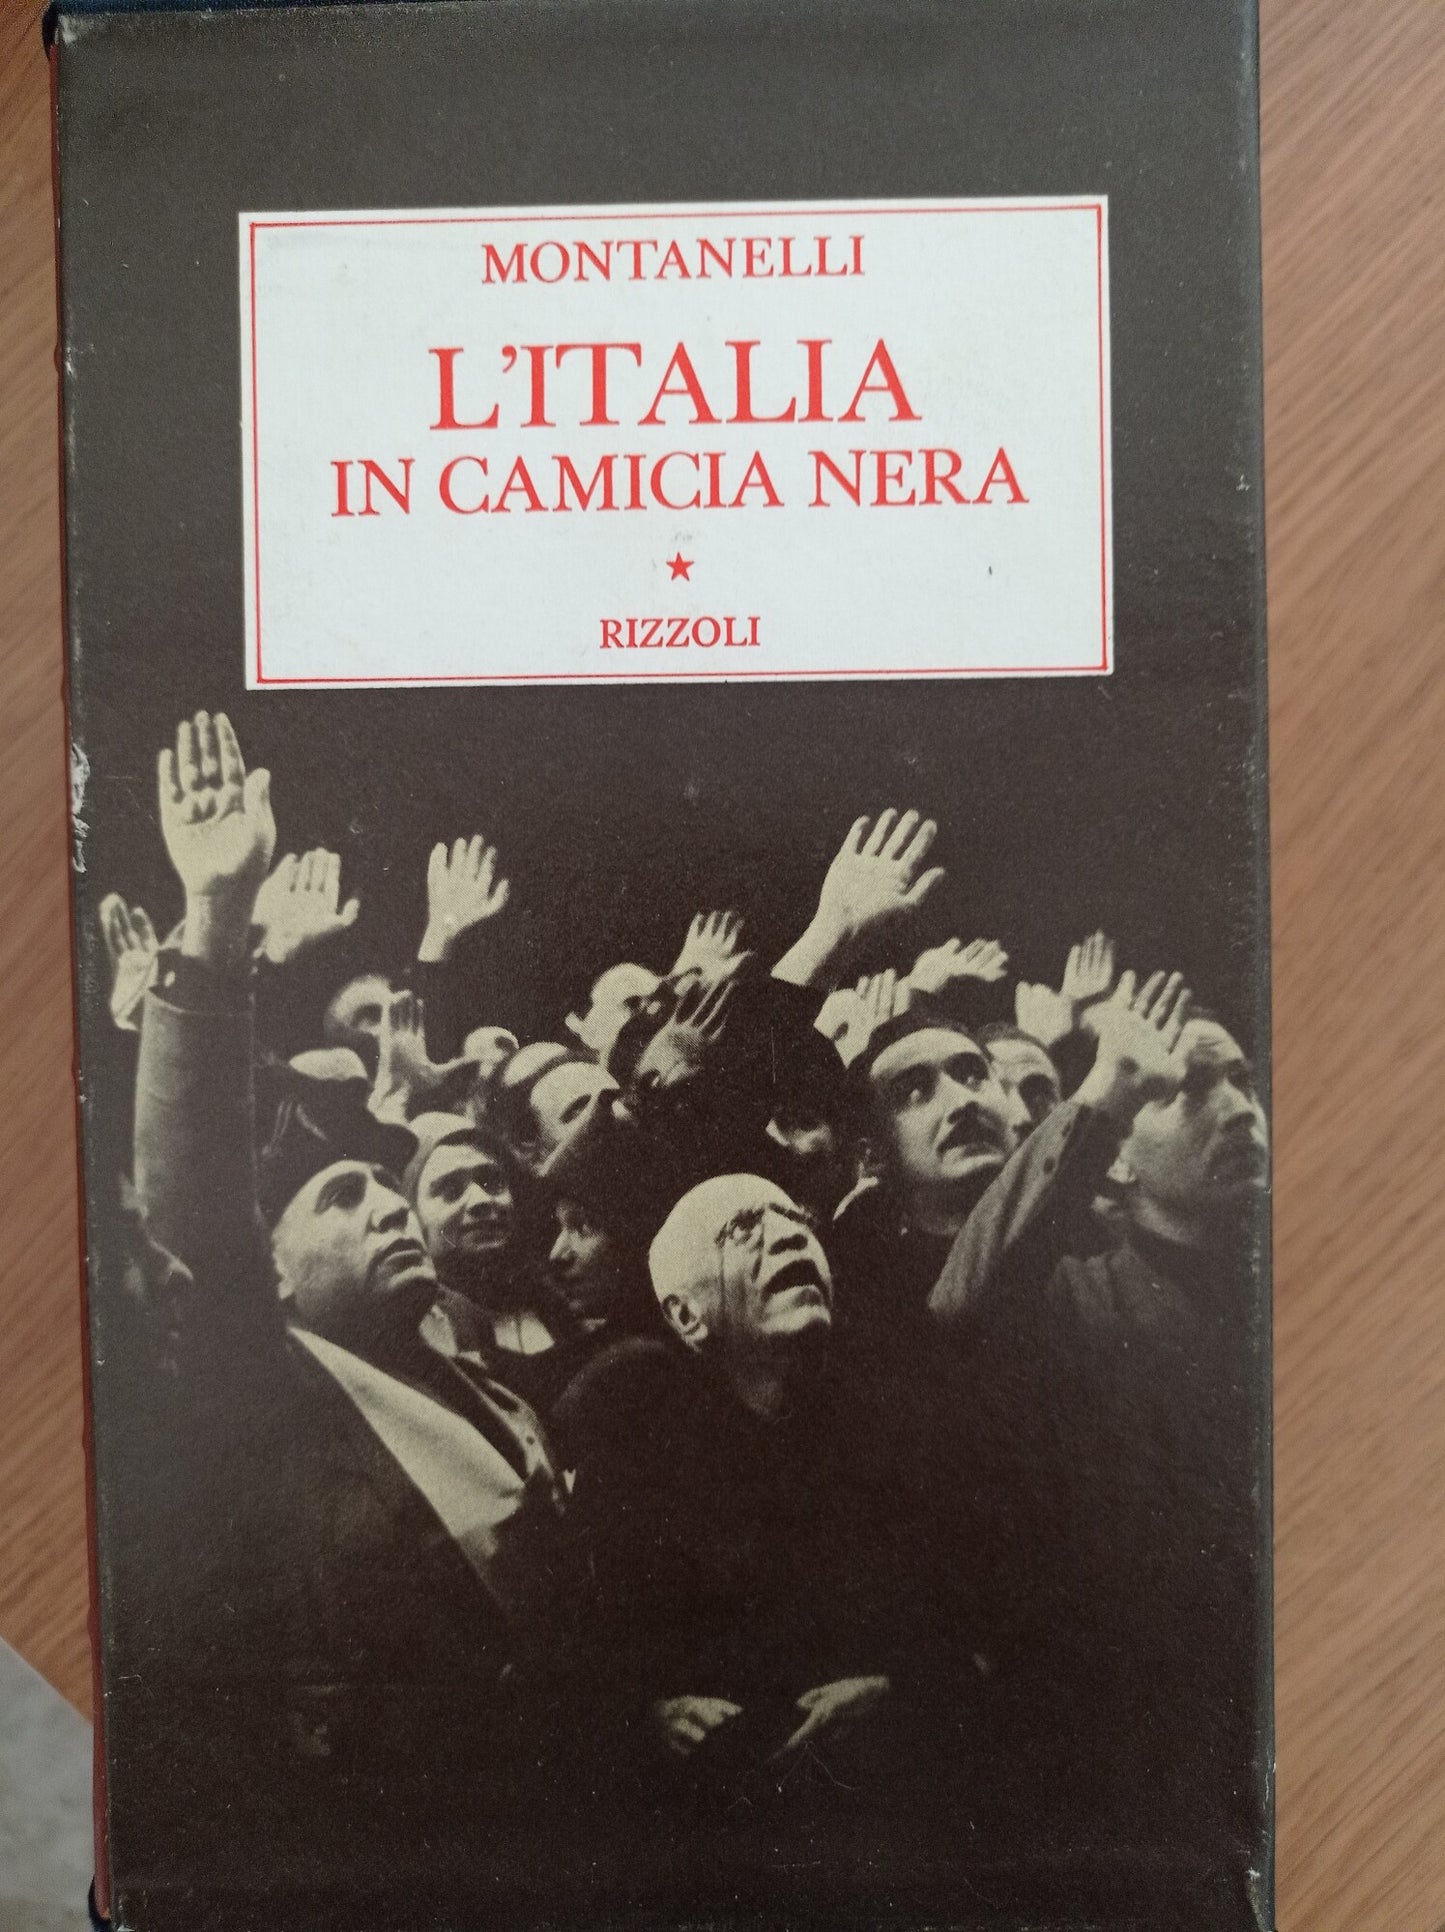 MONTANELLI
L'ITALIA
IN CAMICIA NERA
★
RIZZOLI